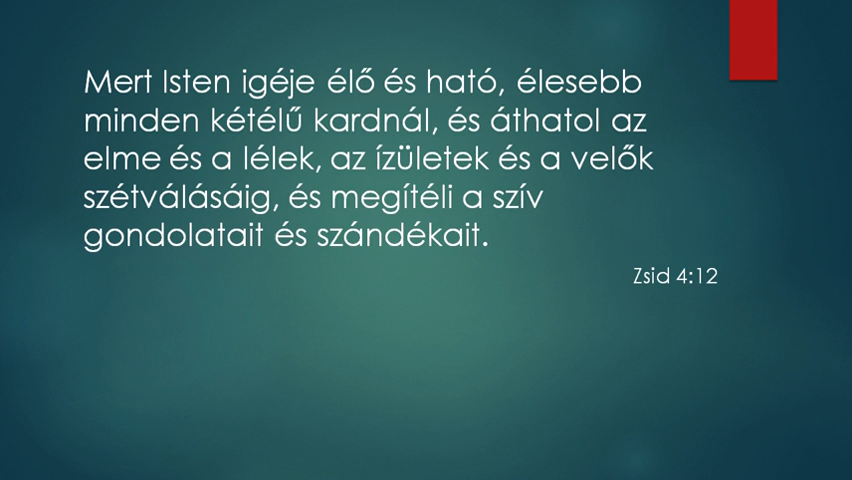 Mert Isten igéje élő és ható, élesebb
minden kétélű kardnál, és áthatol az
elme és a lélek, az ízületek és a velők
szétválásáig, és megítéli a szív
gondolatait és szándékait.
Zsid 4:12